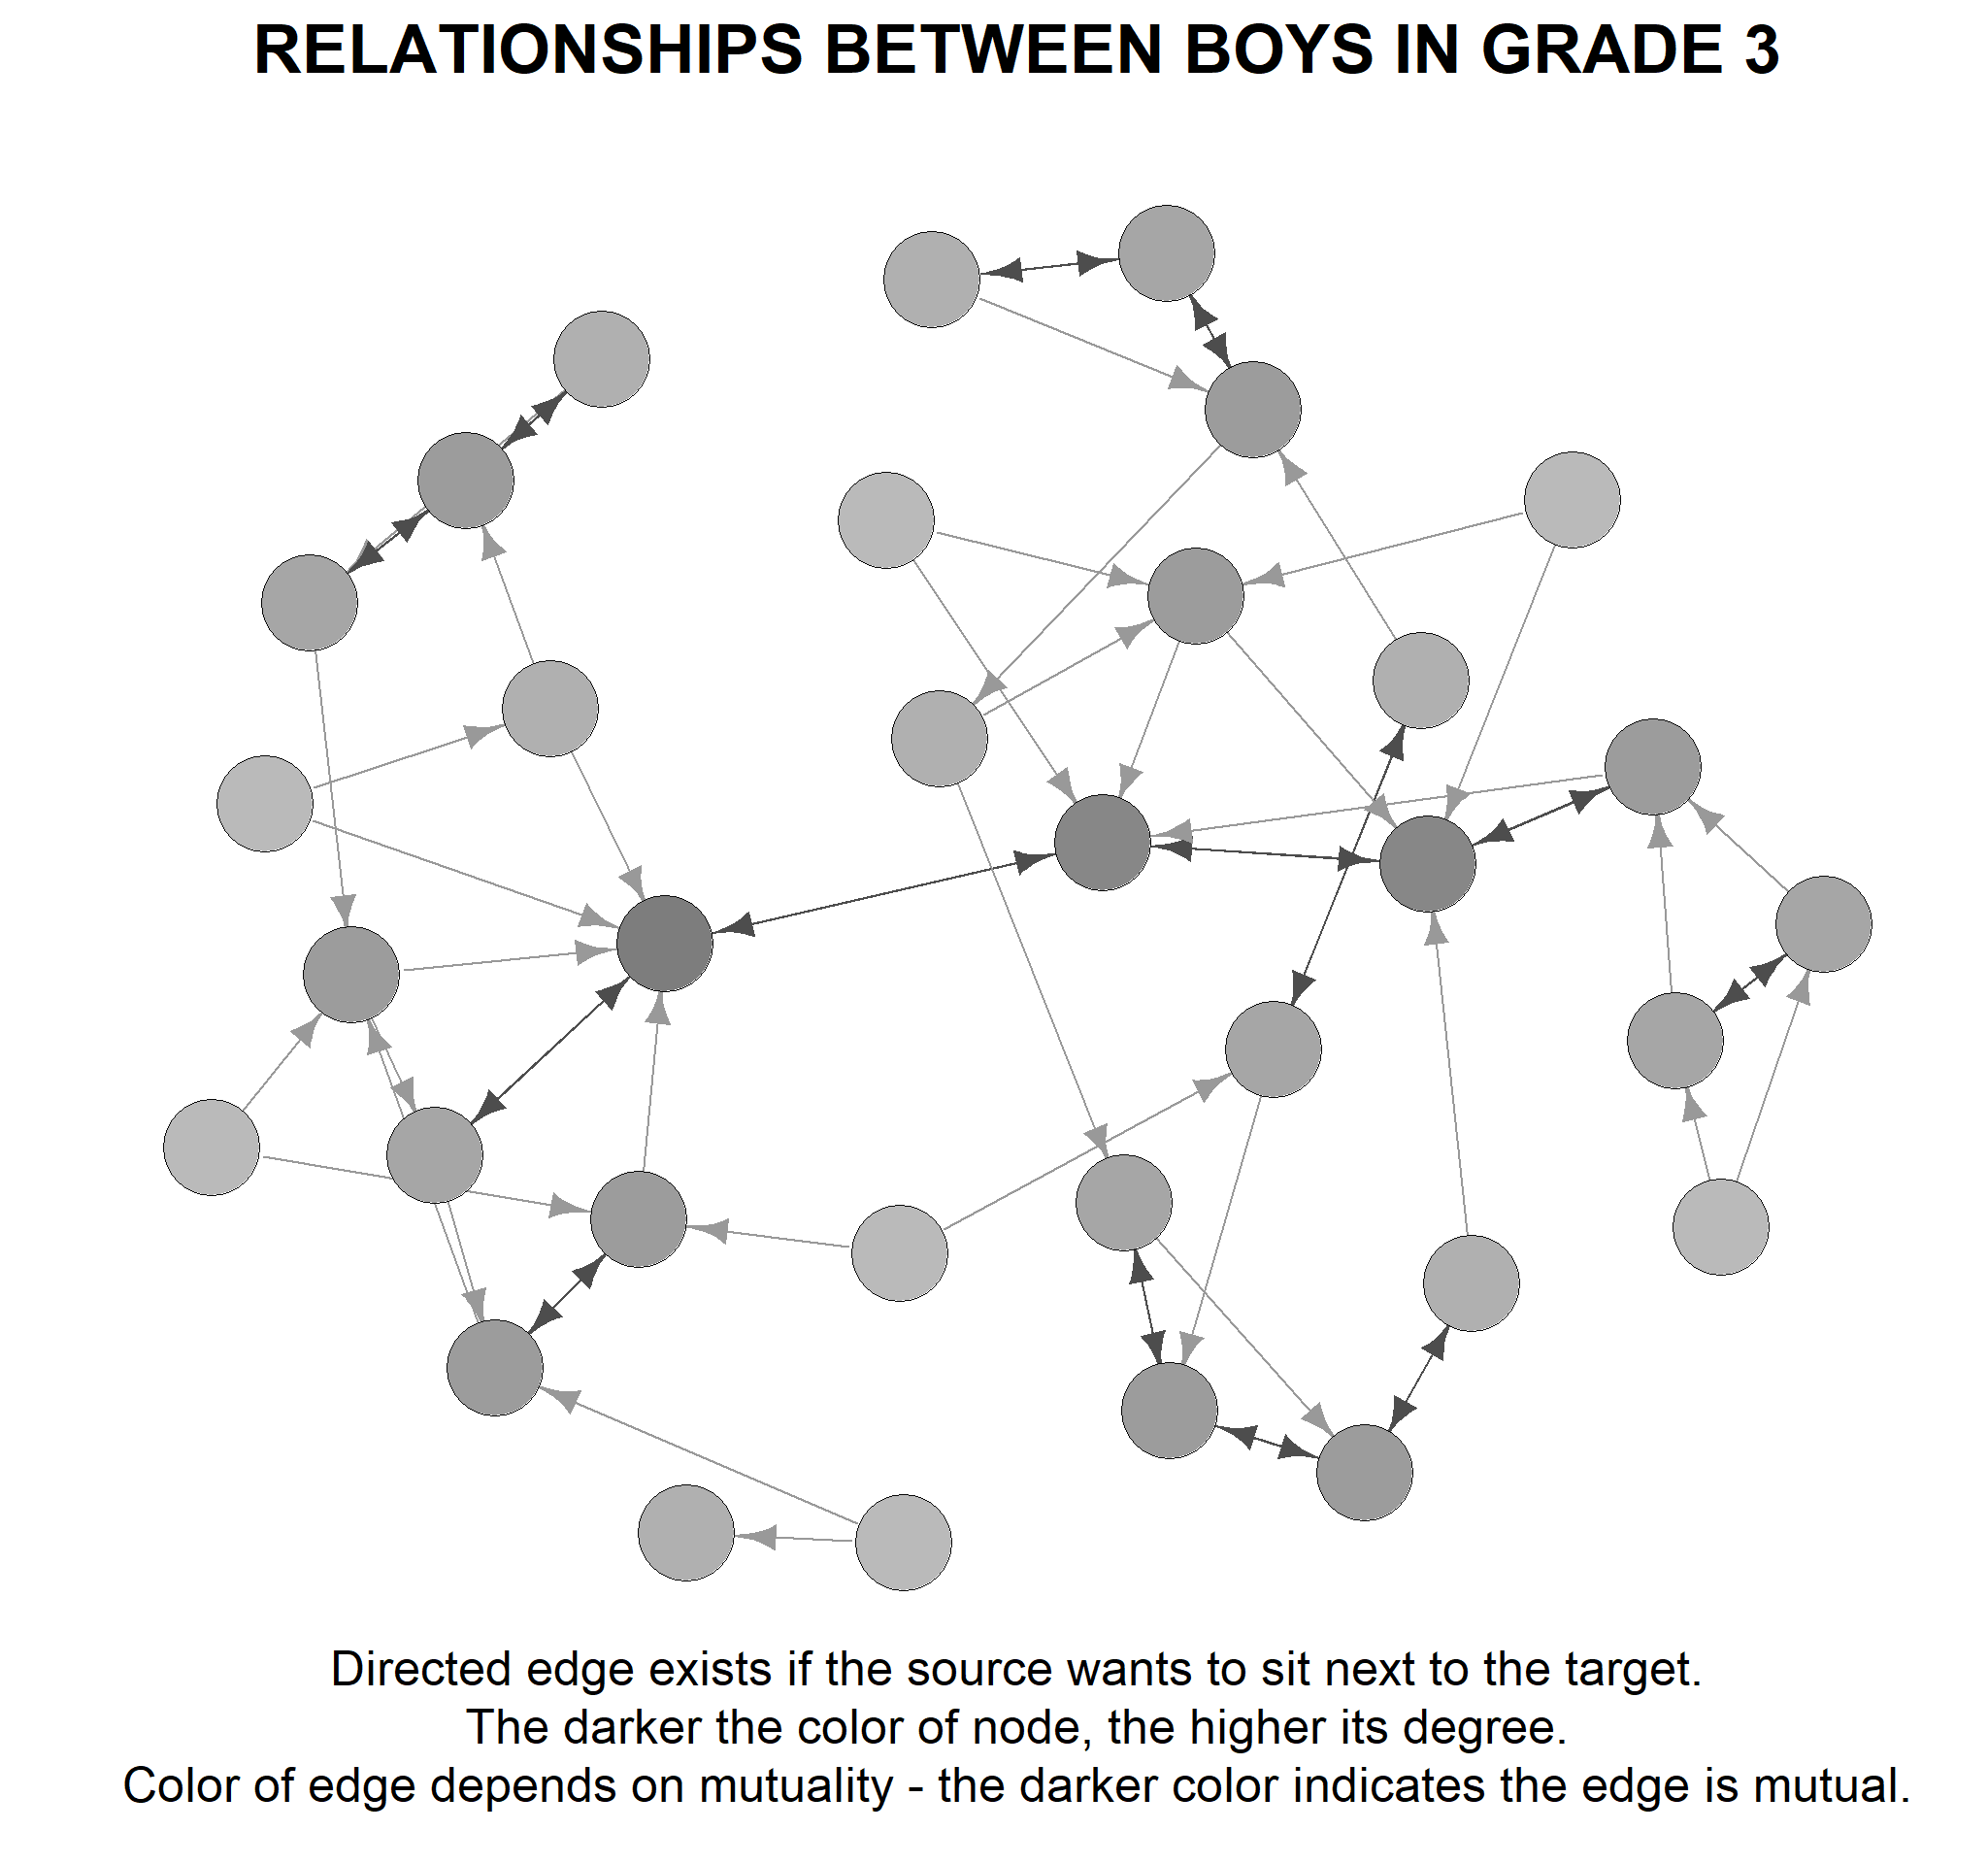 RELATIONSHIPS BETWEEN BOYS IN GRADE 3
Directed edge exists if the source wants to sit next to the target.
The darker the color of node, the higher its degree.
Color of edge depends on mutuality - the darker color indicates the edge is mutual.